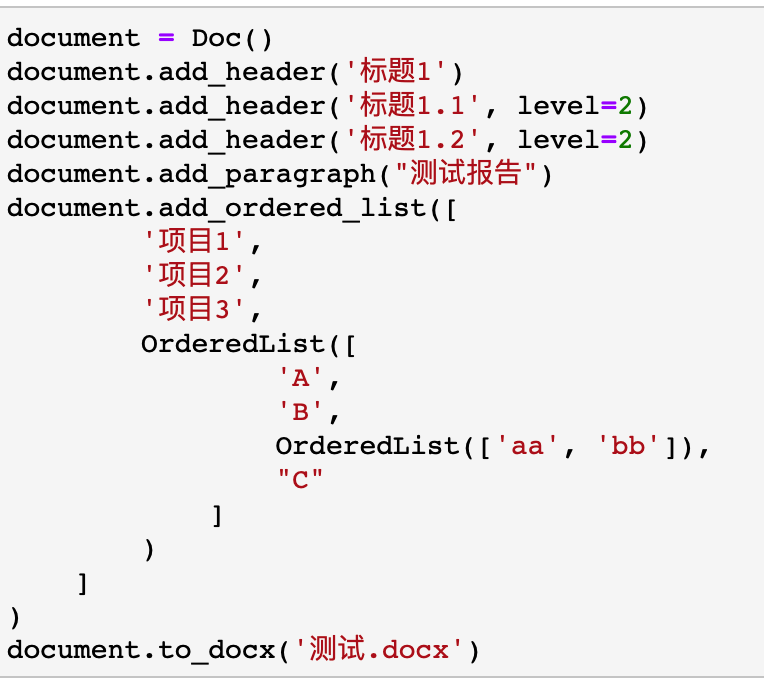 document = Doc()
document.add_header('标题1')
document.add_header('标题1.1', level=2)
document.add_header('标题1.2', level=2)
document.add_paragraph("测试报告")
document.add_ordered_list([
        '项目1',
        '项目2',
        '项目3',
        OrderedList([
                'A',
                'B',
                OrderedList(['aa', 'bb']),
                "C"
            ]
        )
    ]
)
document.to_docx('测试.docx')